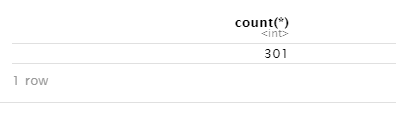 count(*)
<int>
301
1 row